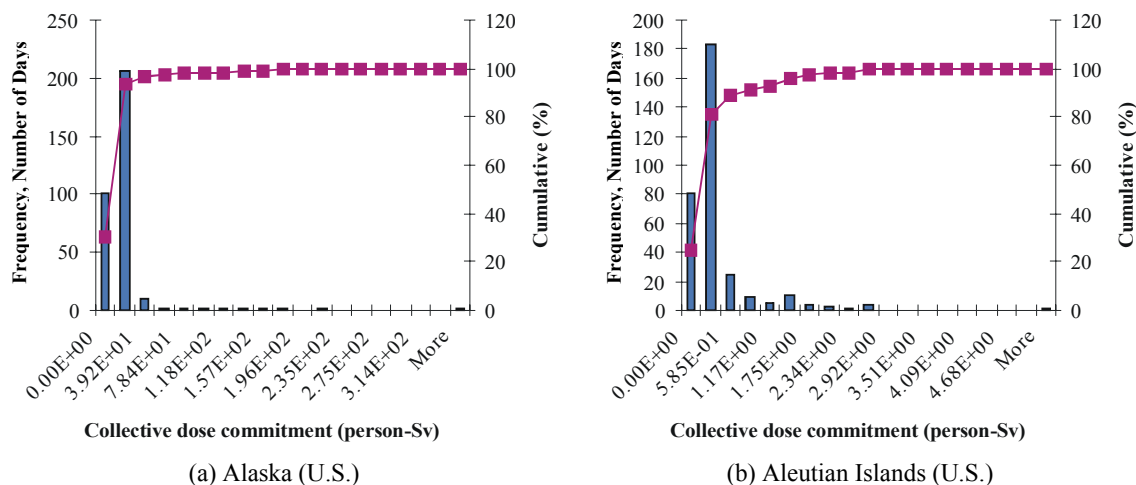 250
200
150
100
50
0
Frequency, Number of Days
120
100
80
60
40
20
0
Cumulative (%)
0.00E+00
3.92E+01
7.84E+01
1.18E+02
1.57E+02
1.96E+02
2.35E+02
2.75E+02
3.14E+02
More
Collective dose commitment (person-Sv)
(a) Alaska (U.S.)
200
180
160
140
120
100
80
60
40
20
0
Frequency, Number of Days
120
100
80
60
40
20
0
Cumulative (%)
0.00E+00
5.85E-01
1.17E+00
1.75E+00
2.34E+00
2.92E+00
3.51E+00
4.09E+00
4.68E+00
More
Collective dose commitment (person-Sv)
(b) Aleutian Islands (U.S.)